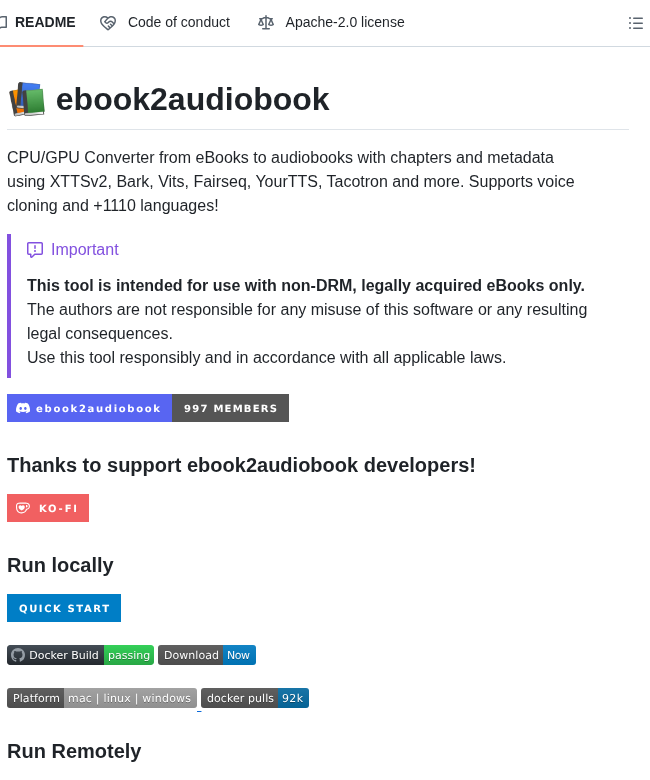 README
Code of conduct
Apache-2.0 license
ebook2audiobook
CPU/GPU Converter from eBooks to audiobooks with chapters and metadata
using XTTSv2, Bark, Vits, Fairseq, YourTTS, Tacotron and more. Supports voice
cloning and +1110 languages!
Important
This tool is intended for use with non-DRM, legally acquired eBooks only.
The authors are not responsible for any misuse of this software or any resulting
legal consequences.
Use this tool responsibly and in accordance with all applicable laws.
ebook2audiobook 997 MEMBERS
Thanks to support ebook2audiobook developers!
KO-FI
Run locally
QUICK START
Docker Build passing Download Now
Platform mac | linux | windows docker pulls 92k
Run Remotely